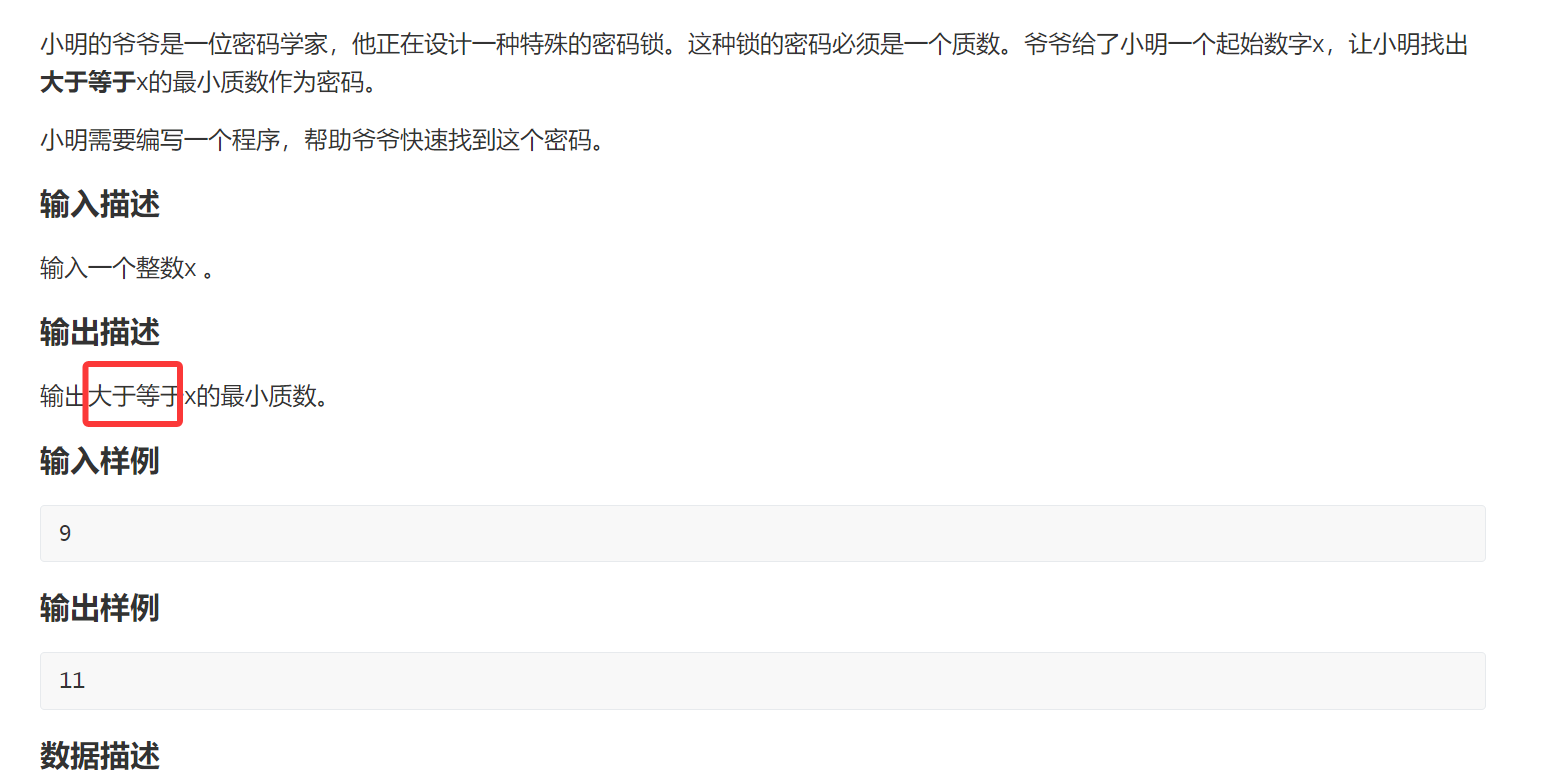 小明的爷爷是一位密码学家，他正在设计一种特殊的密码锁。这种锁的密码必须是一个质数。爷爷给了小明一个起始数字x，让小明找出
大于等于x的最小质数作为密码。
小明需要编写一个程序，帮助爷爷快速找到这个密码。
输入描述
输入一个整数x 。
输出描述
输出大于等于x的最小质数。
输入样例
9
输出样例
11
数据描述